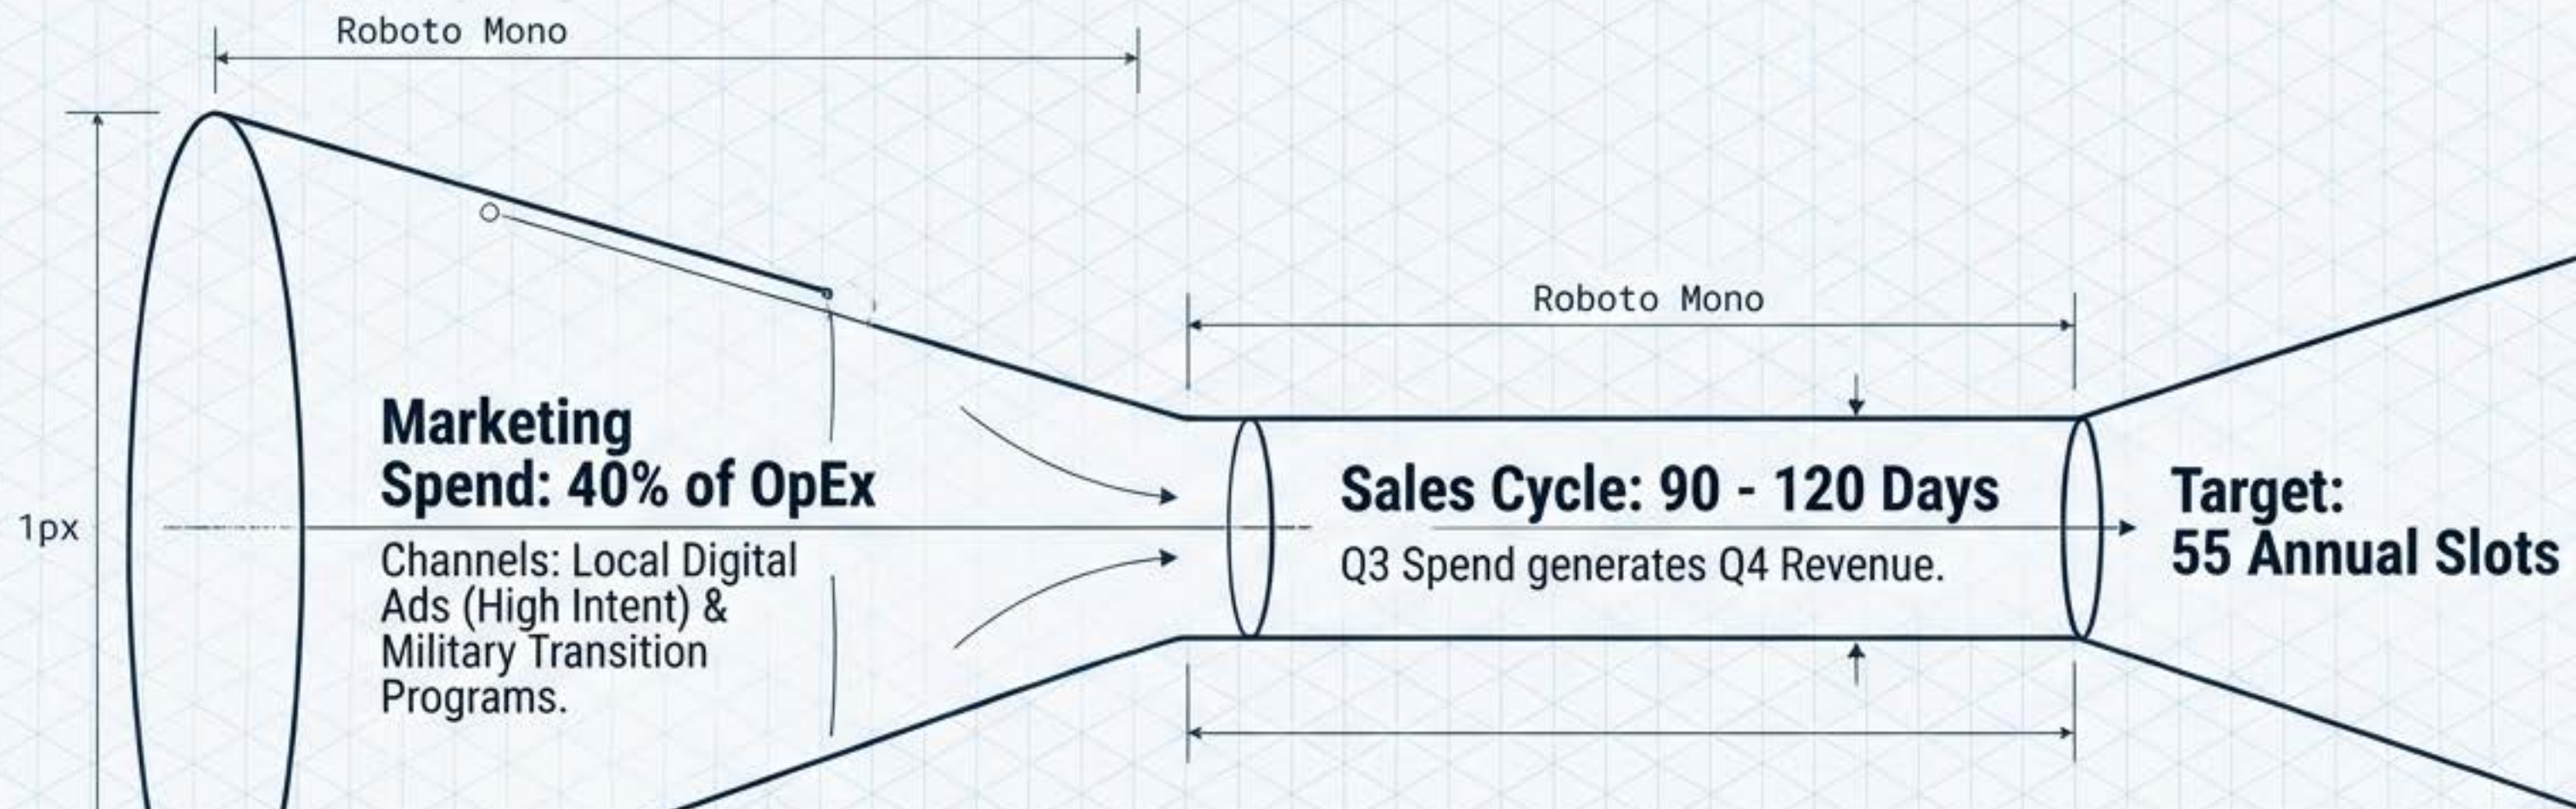 Roboto Mono
Roboto Mono
1px
Marketing
Spend: 40% of OpEx
Channels: Local Digital
Ads (High Intent) &
Military Transition
Programs.
Sales Cycle: 90 - 120 Days
Q3 Spend generates Q4 Revenue.
Target:
55 Annual Slots